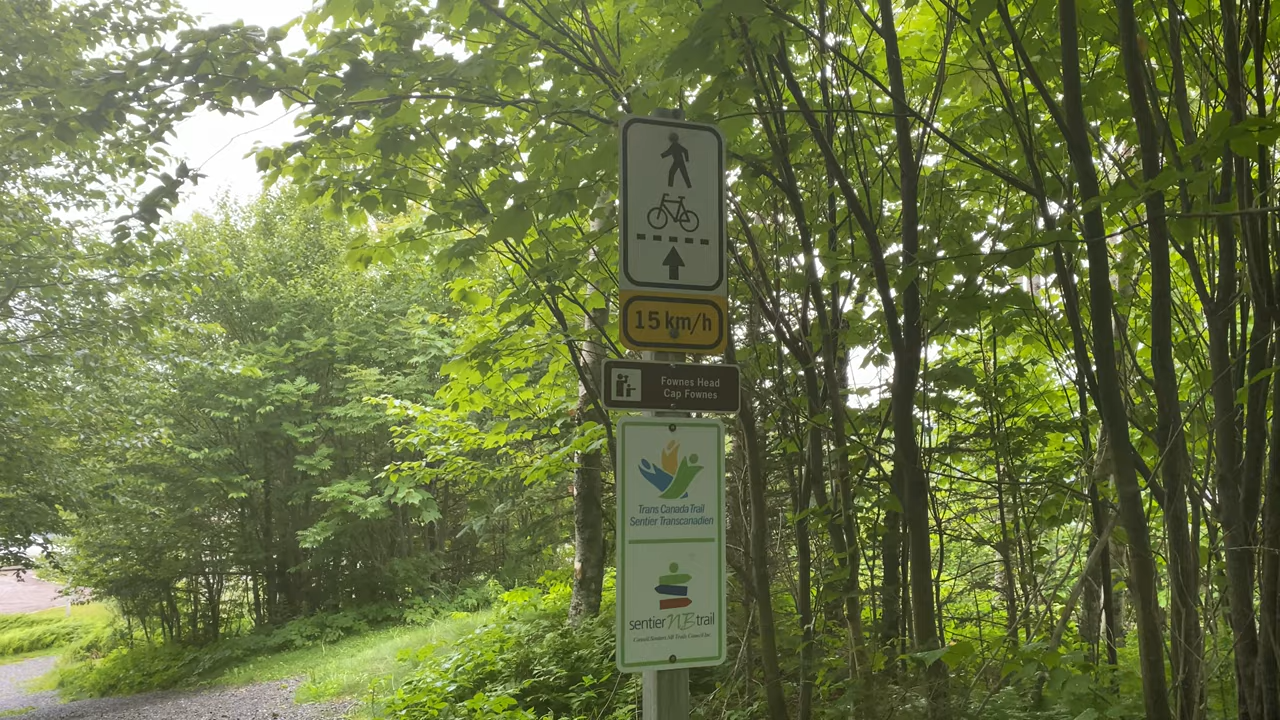 15 km/h
Fownes Head
Cap Fownes
Trans Canada Trail
Sentier Transcanadien
sentier NB trail